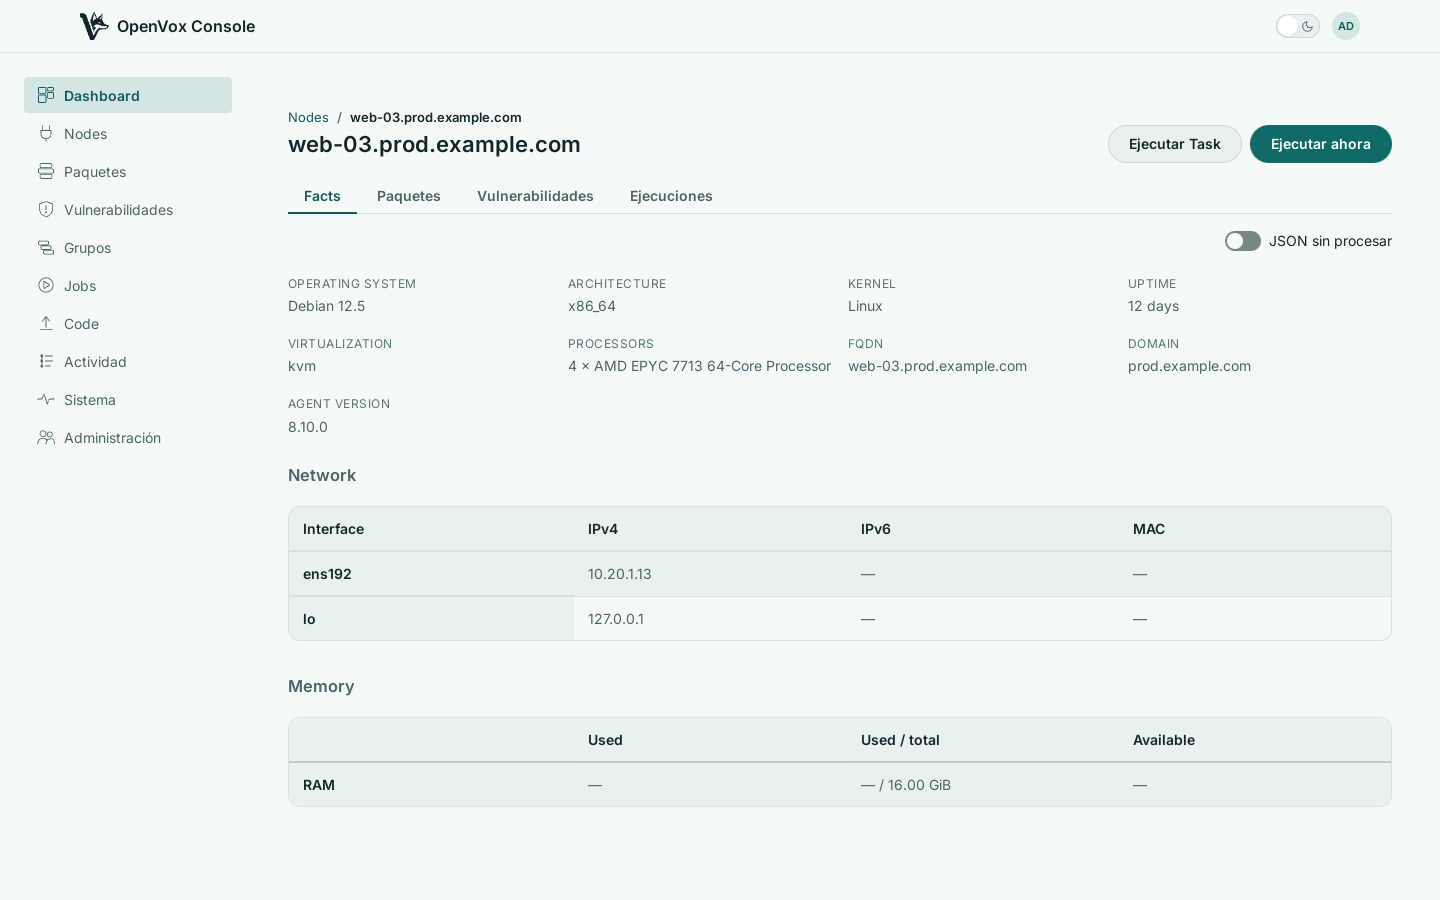 OpenVox Console
AD
Dashboard
Nodes
Paquetes
Vulnerabilidades
Grupos
Jobs
Code
Actividad
Sistema
Administración
Nodes / web-03.prod.example.com
web-03.prod.example.com
Ejecutar Task
Ejecutar ahora
Facts Paquetes Vulnerabilidades Ejecuciones
JSON sin procesar
OPERATING SYSTEM ARCHITECTURE KERNEL UPTIME
Debian 12.5 x86_64 Linux 12 days
VIRTUALIZATION PROCESSORS FQDN DOMAIN
kvm 4 × AMD EPYC 7713 64-Core Processor web-03.prod.example.com prod.example.com
AGENT VERSION
8.10.0
Network
Interface IPv4 IPv6 MAC
ens192 10.20.1.13 — —
lo 127.0.0.1 — —
Memory
Used Used / total Available
RAM — — / 16.00 GiB —